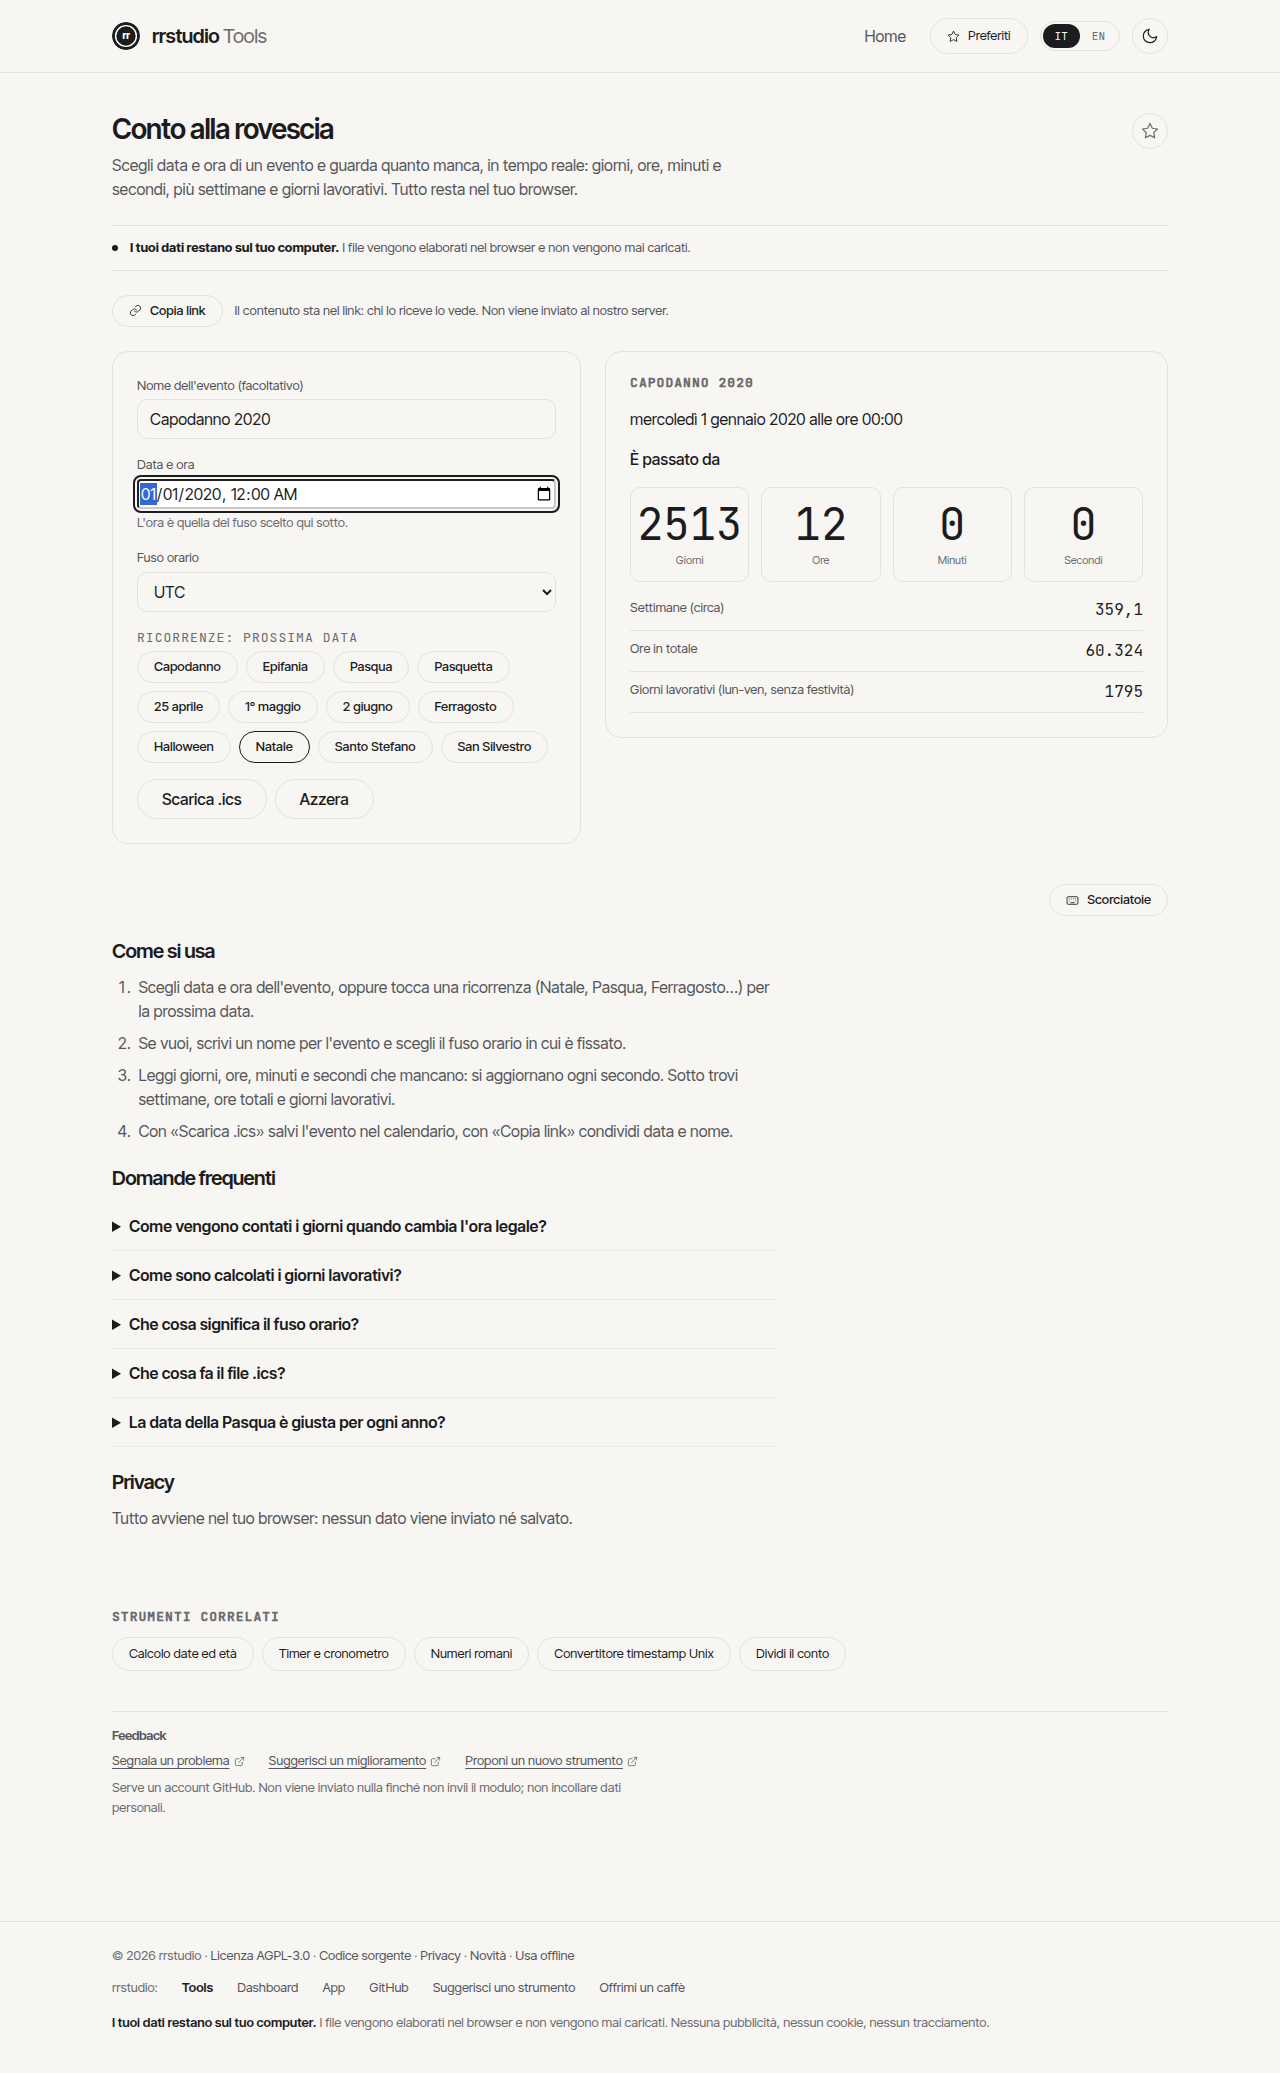 rr rrstudio Tools
Home
Preferiti
IT EN
Conto alla rovescia
Scegli data e ora di un evento e guarda quanto manca, in tempo reale: giorni, ore, minuti e
secondi, più settimane e giorni lavorativi. Tutto resta nel tuo browser.
I tuoi dati restano sul tuo computer. I file vengono elaborati nel browser e non vengono mai caricati.
Copia link
Il contenuto sta nel link: chi lo riceve lo vede. Non viene inviato al nostro server.
Nome dell'evento (facoltativo)
Capodanno 2020
Data e ora
01/01/2020, 12:00 AM
L'ora è quella del fuso scelto qui sotto.
Fuso orario
UTC
RICORRENZE: PROSSIMA DATA
Capodanno Epifania Pasqua Pasquetta
25 aprile 1º maggio 2 giugno Ferragosto
Halloween Natale Santo Stefano San Silvestro
Scarica .ics Azzera
CAPODANNO 2020
mercoledì 1 gennaio 2020 alle ore 00:00
È passato da
2513 12 0 0
Giorni Ore Minuti Secondi
Settimane (circa) 359,1
Ore in totale 60.324
Giorni lavorativi (lun-ven, senza festività) 1795
Scorciatoie
Come si usa
1. Scegli data e ora dell'evento, oppure tocca una ricorrenza (Natale, Pasqua, Ferragosto…) per
la prossima data.
2. Se vuoi, scrivi un nome per l'evento e scegli il fuso orario in cui è fissato.
3. Leggi giorni, ore, minuti e secondi che mancano: si aggiornano ogni secondo. Sotto trovi
settimane, ore totali e giorni lavorativi.
4. Con «Scarica .ics» salvi l'evento nel calendario, con «Copia link» condividi data e nome.
Domande frequenti
Come vengono contati i giorni quando cambia l'ora legale?
Come sono calcolati i giorni lavorativi?
Che cosa significa il fuso orario?
Che cosa fa il file .ics?
La data della Pasqua è giusta per ogni anno?
Privacy
Tutto avviene nel tuo browser: nessun dato viene inviato né salvato.
STRUMENTI CORRELATI
Calcolo date ed età Timer e cronometro Numeri romani Convertitore timestamp Unix Dividi il conto
Feedback
Segnala un problema Suggerisci un miglioramento Proponi un nuovo strumento
Serve un account GitHub. Non viene inviato nulla finché non invii il modulo; non incollare dati
personali.
© 2026 rrstudio · Licenza AGPL-3.0 · Codice sorgente · Privacy · Novità · Usa offline
rrstudio: Tools Dashboard App GitHub Suggerisci uno strumento Offrimi un caffè
I tuoi dati restano sul tuo computer. I file vengono elaborati nel browser e non vengono mai caricati. Nessuna pubblicità, nessun cookie, nessun tracciamento.